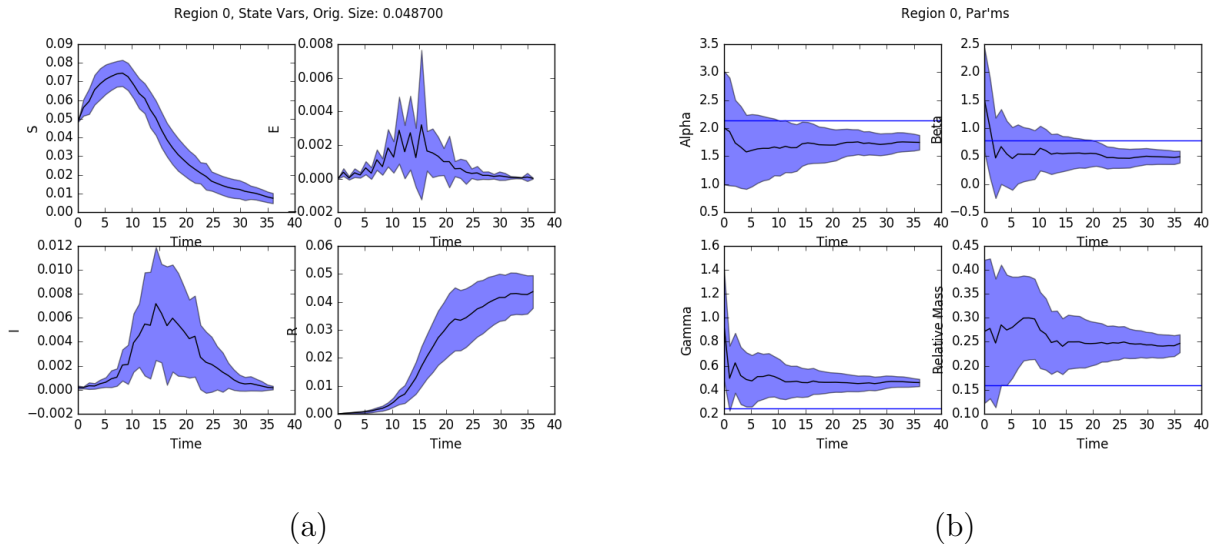 Region 0, State Vars, Orig. Size: 0.048700
Region 0, Par'ms
0.09
0.08
0.07
0.06
0.05
0.04
0.03
0.02
0.01
0.00
S
0 5 10 15 20 25 30 35 40
Time
0.008
0.006
0.004
0.002
0.000
−0.002
E
0 5 10 15 20 25 30 35 40
Time
3.5
3.0
2.5
2.0
1.5
1.0
0.5
Alpha
0 5 10 15 20 25 30 35 40
Time
2.5
2.0
1.5
1.0
0.5
0.0
−0.5
Beta
0 5 10 15 20 25 30 35 40
Time
0.012
0.010
0.008
0.006
0.004
0.002
0.000
−0.002
I
0 5 10 15 20 25 30 35 40
Time
0.06
0.05
0.04
0.03
0.02
0.01
0.00
R
0 5 10 15 20 25 30 35 40
Time
1.6
1.4
1.2
1.0
0.8
0.6
0.4
0.2
Gamma
0 5 10 15 20 25 30 35 40
Time
0.45
0.40
0.35
0.30
0.25
0.20
0.15
0.10
Relative Mass
0 5 10 15 20 25 30 35 40
Time
(a)
(b)